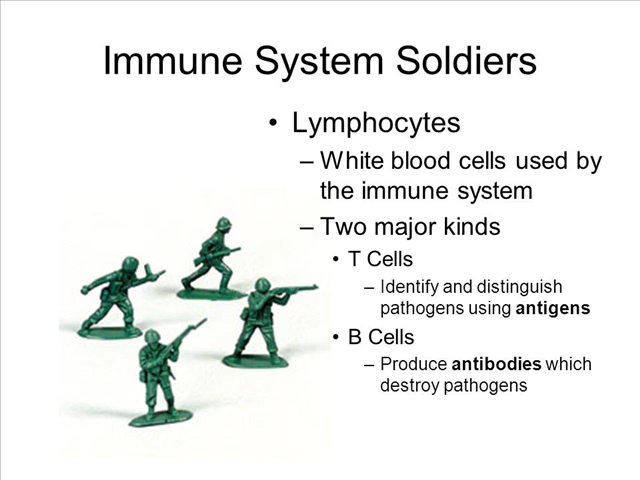 Immune System Soldiers
• Lymphocytes
– White blood cells used by
the immune system
– Two major kinds
• T Cells
– Identify and distinguish
pathogens using antigens
• B Cells
– Produce antibodies which
destroy pathogens